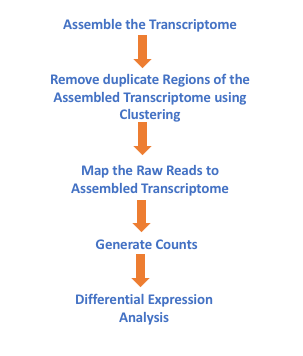 Assemble the Transcriptome
Remove duplicate Regions of the
Assembled Transcriptome using
Clustering
Map the Raw Reads to
Assembled Transcriptome
Generate Counts
Differential Expression
Analysis